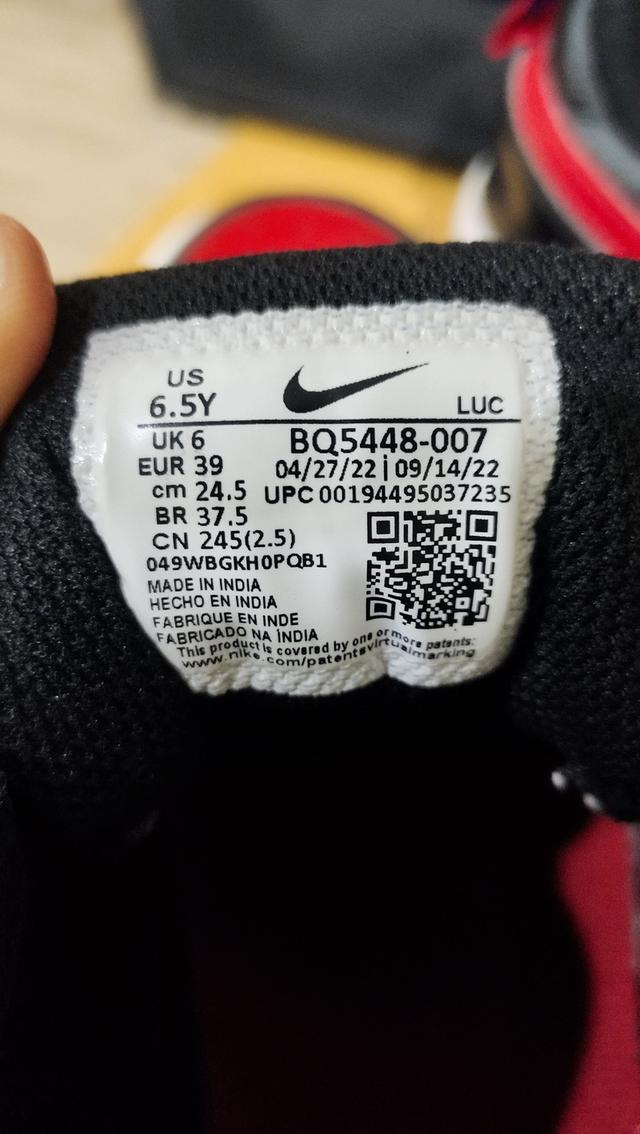 US
6.5Y
LUC
UK 6
BQ5448-007
EUR 39
04/27/22 | 09/14/22
cm 24.5
UPC 00194495037235
BR 37.5
CN 245(2.5)
049WBGKH0PQB1
MADE IN INDIA
HECHO EN INDIA
FABRIQUE EN INDE
FABRICADO NA ÍNDIA
This product is covered by one or more patents:
www.nike.com/patentsvirtualmarking